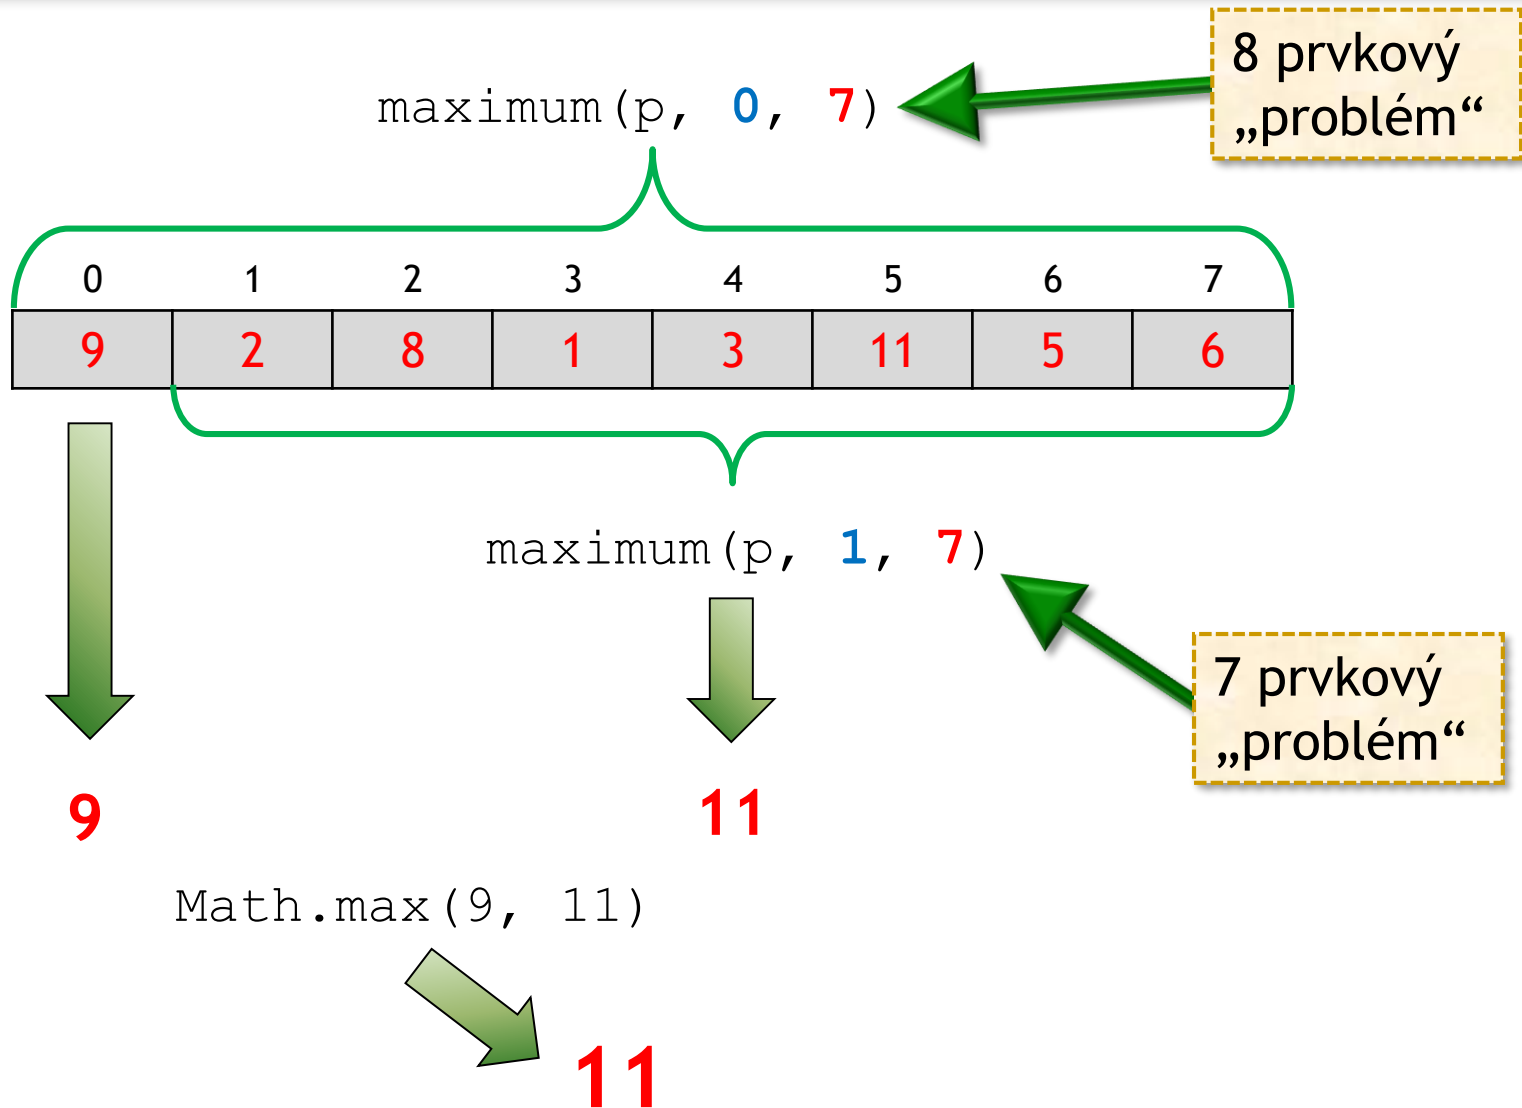 8 prvkový
„problém“
maximum(p, 0, 7)
0 1 2 3 4 5 6 7
9 2 8 1 3 11 5 6
maximum(p, 1, 7)
7 prvkový
„problém“
9 11
Math.max(9, 11)
11